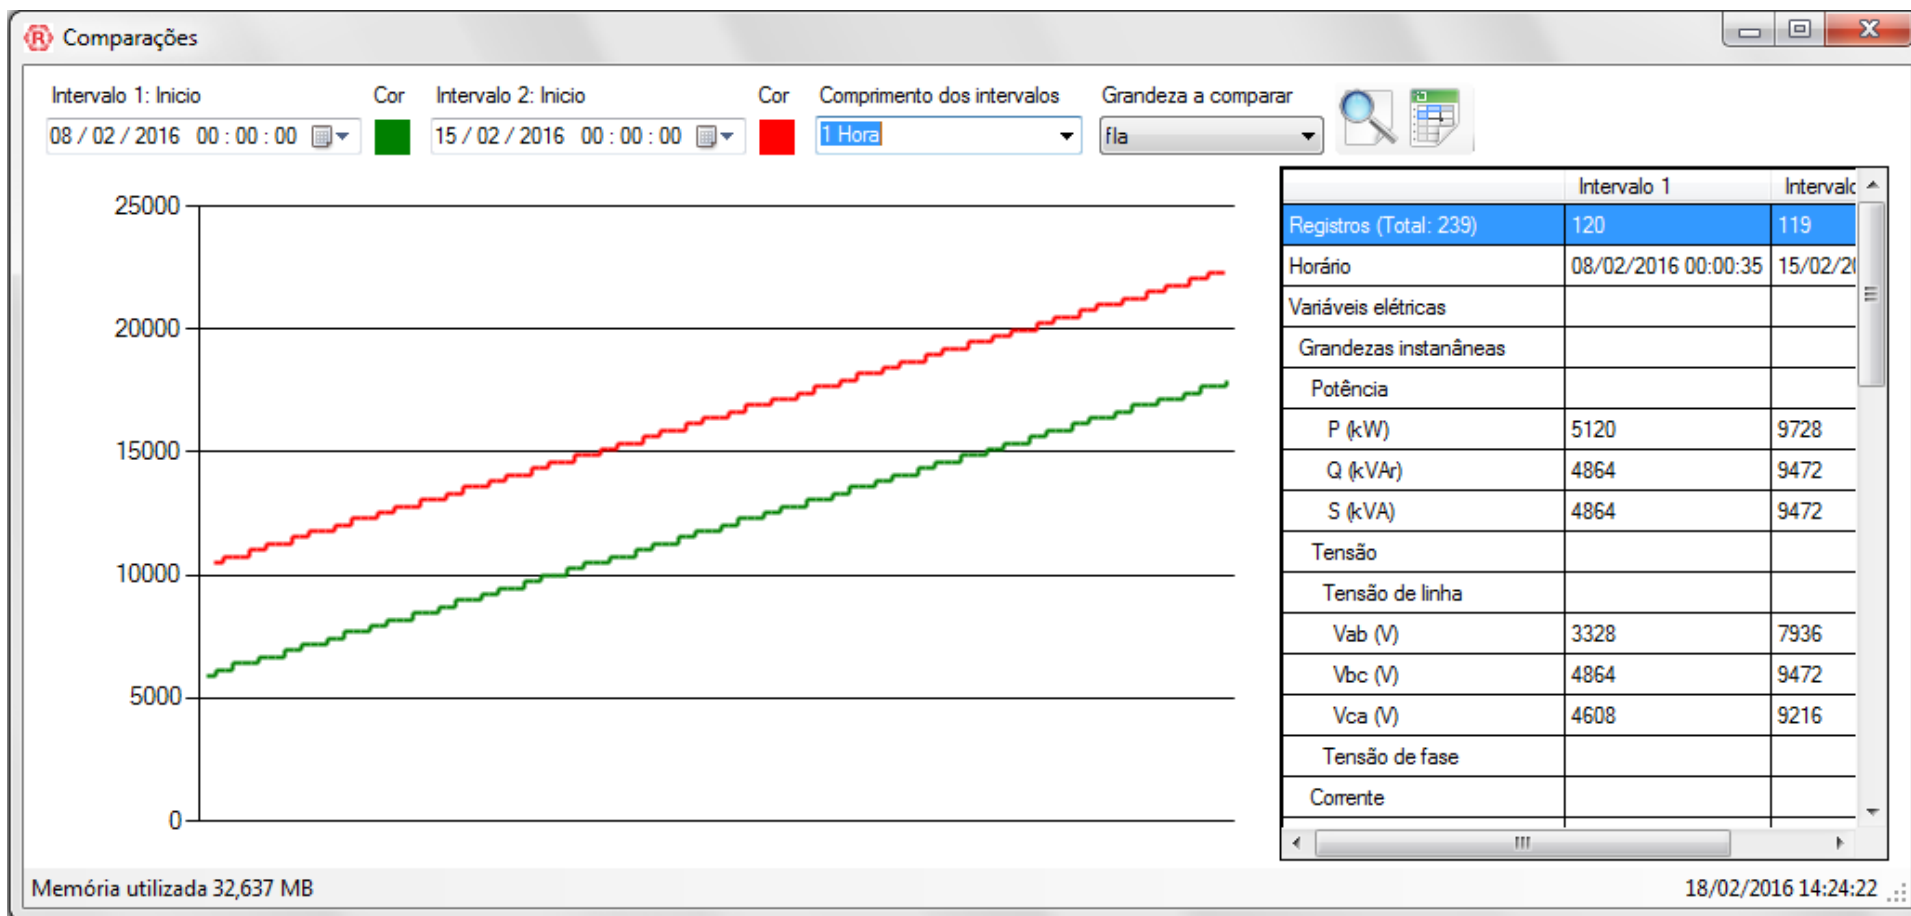 Comparações
Intervalo 1: Inicio Cor Intervalo 2: Inicio Cor Comprimento dos intervalos Grandeza a comparar
08 / 02 / 2016 00 : 00 : 00 15 / 02 / 2016 00 : 00 : 00 1 Hora fla
25000
20000
15000
10000
5000
0
Intervalo 1 Intervalo
Registros (Total: 239) 120 119
Horário 08/02/2016 00:00:35 15/02/20
Variáveis elétricas
Grandezas instanâneas
Potência
P (kW) 5120 9728
Q (kVAr) 4864 9472
S (kVA) 4864 9472
Tensão
Tensão de linha
Vab (V) 3328 7936
Vbc (V) 4864 9472
Vca (V) 4608 9216
Tensão de fase
Corrente
Memória utilizada 32,637 MB 18/02/2016 14:24:22